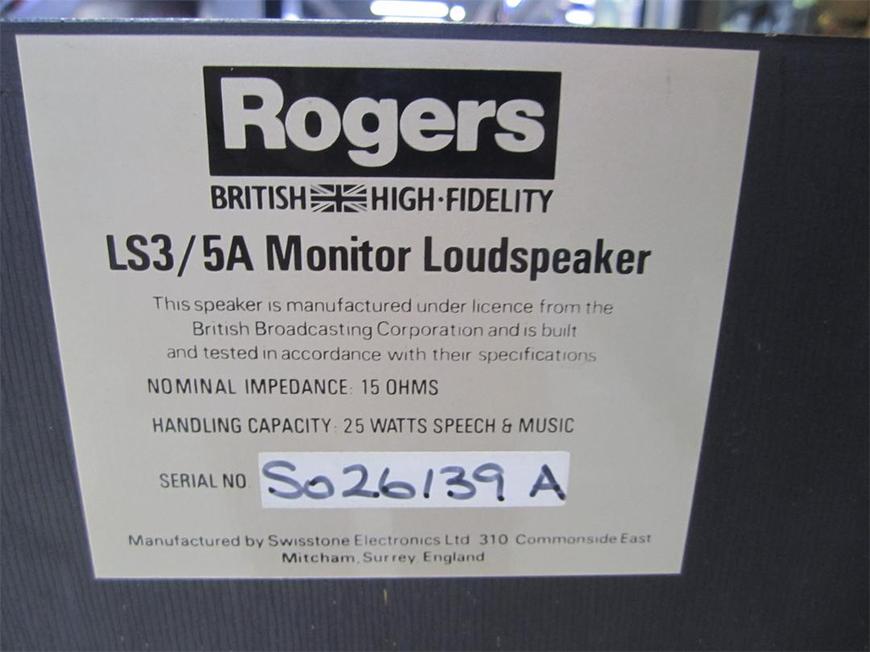 Rogers
BRITISH HIGH·FIDELITY
LS3/5A Monitor Loudspeaker
This speaker is manufactured under licence from the
British Broadcasting Corporation and is built
and tested in accordance with their specifications
NOMINAL IMPEDANCE: 15 OHMS
HANDLING CAPACITY: 25 WATTS SPEECH & MUSIC
SERIAL NO S026139 A
Manufactured by Swisstone Electronics Ltd 310 Commonside East
Mitcham, Surrey England